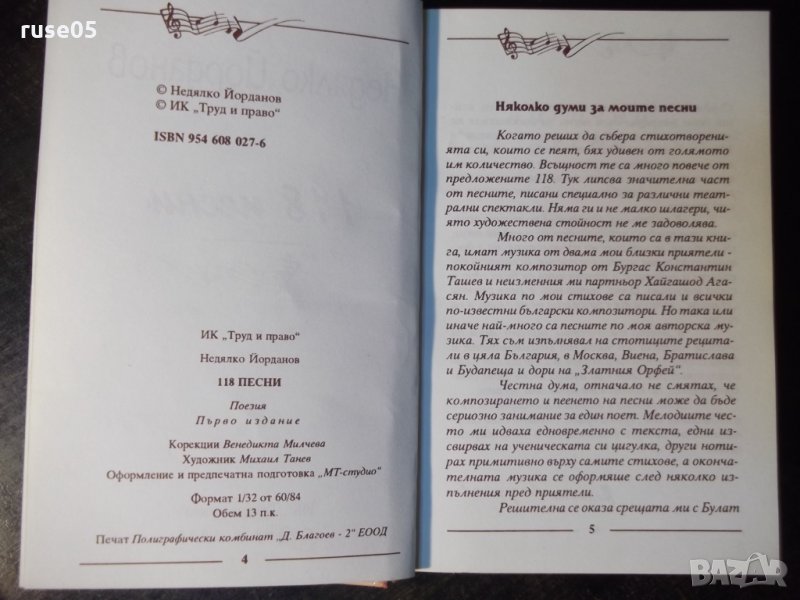 ruse05
© Недялко Йорданов
© ИК „Труд и право“
ISBN 954 608 027-6
ИК „Труд и право“
Недялко Йорданов
118 ПЕСНИ
Поезия
Първо издание
Корекции Венедикта Милчева
Художник Михаил Танев
Оформление и предпечатна подготовка „МТ-студио“
Формат 1/32 от 60/84
Обем 13 п.к.
Печат Полиграфически комбинат „Д. Благоев - 2“ ЕООД
4
Няколко думи за моите песни
Когато реших да събера стихотворени-
ята си, които се пеят, бях удивен от голямото
им количество. Всъщност те са много повече от
предложените 118. Тук липсва значителна част
от песните, писани специално за различни теат-
рални спектакли. Няма ги и не малко шлагери, чи-
ято художествена стойност не ме задоволява.
Много от песните, които са в тази кни-
га, имат музика от двама мои близки приятели -
покойният композитор от Бургас Константин
Ташев и неизменния ми партньор Хайгашод Ага-
сян. Музика по мои стихове са писали и всички
по-известни български композитори. Но така или
иначе най-много са песните по моя авторска му-
зика. Тях съм изпълнявал на стотиците рецита-
ли в цяла България, в Москва, Виена, Братислава
и Будапеща и дори на „Златния Орфей“.
Честна дума, отначало не смятах, че
композирането и пеенето на песни може да бъде
сериозно занимание за един поет. Мелодиите чес-
то ми идваха едновременно с текста, едни из-
свирвах на ученическата си цигулка, други ноти-
рах примитивно върху самите стихове, а оконча-
телната музика се оформяше след няколко из-
пълнения пред приятели.
Решителна се оказа срещата ми с Булат
5
BAZAR